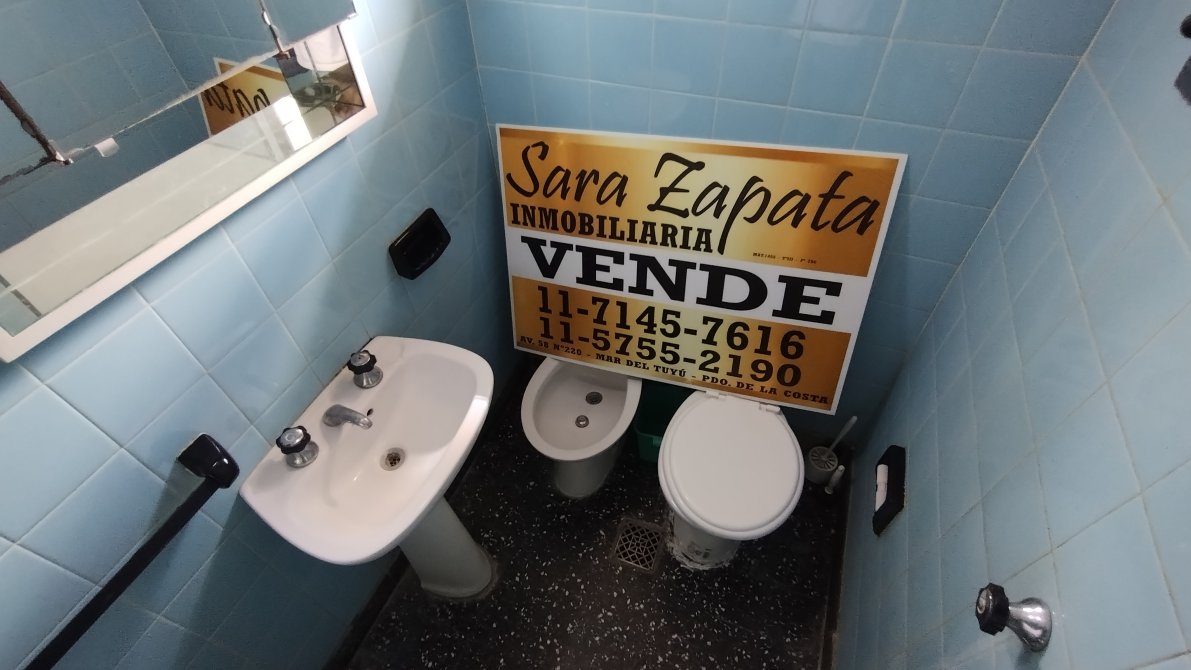 Sara Zapata
INMOBILIARIA
VENDE
11-7145-7616
11-5755-2190
AV. 58 Nº220 - MAR DEL TUYÚ - PDO. DE LA COSTA